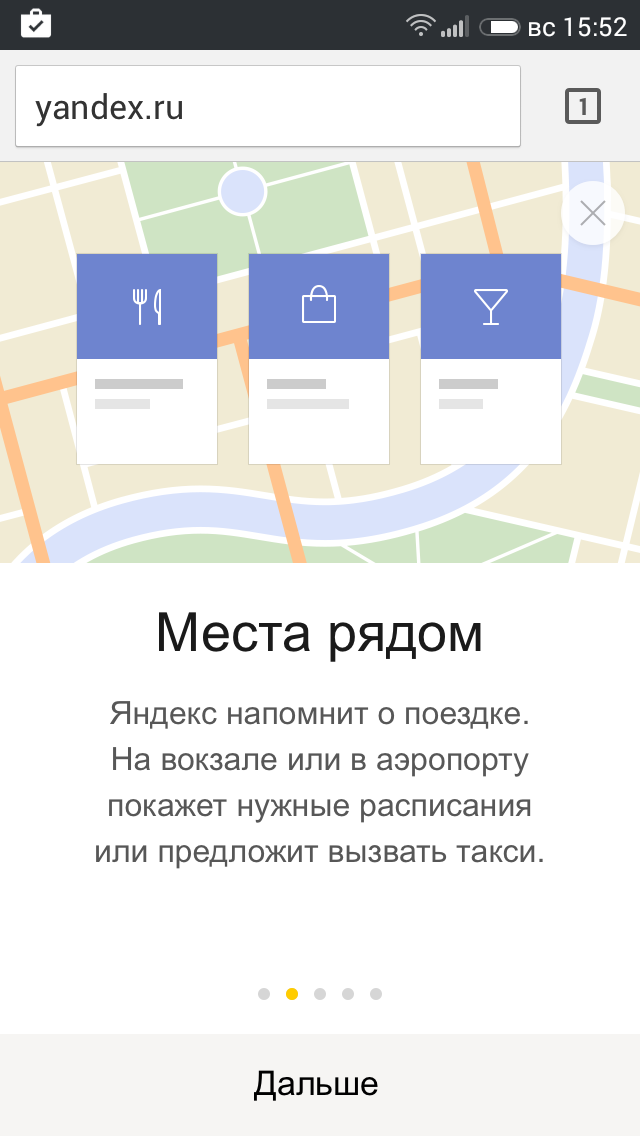 вс 15:52
yandex.ru
1
Места рядом
Яндекс напомнит о поездке.
На вокзале или в аэропорту
покажет нужные расписания
или предложит вызвать такси.
Дальше